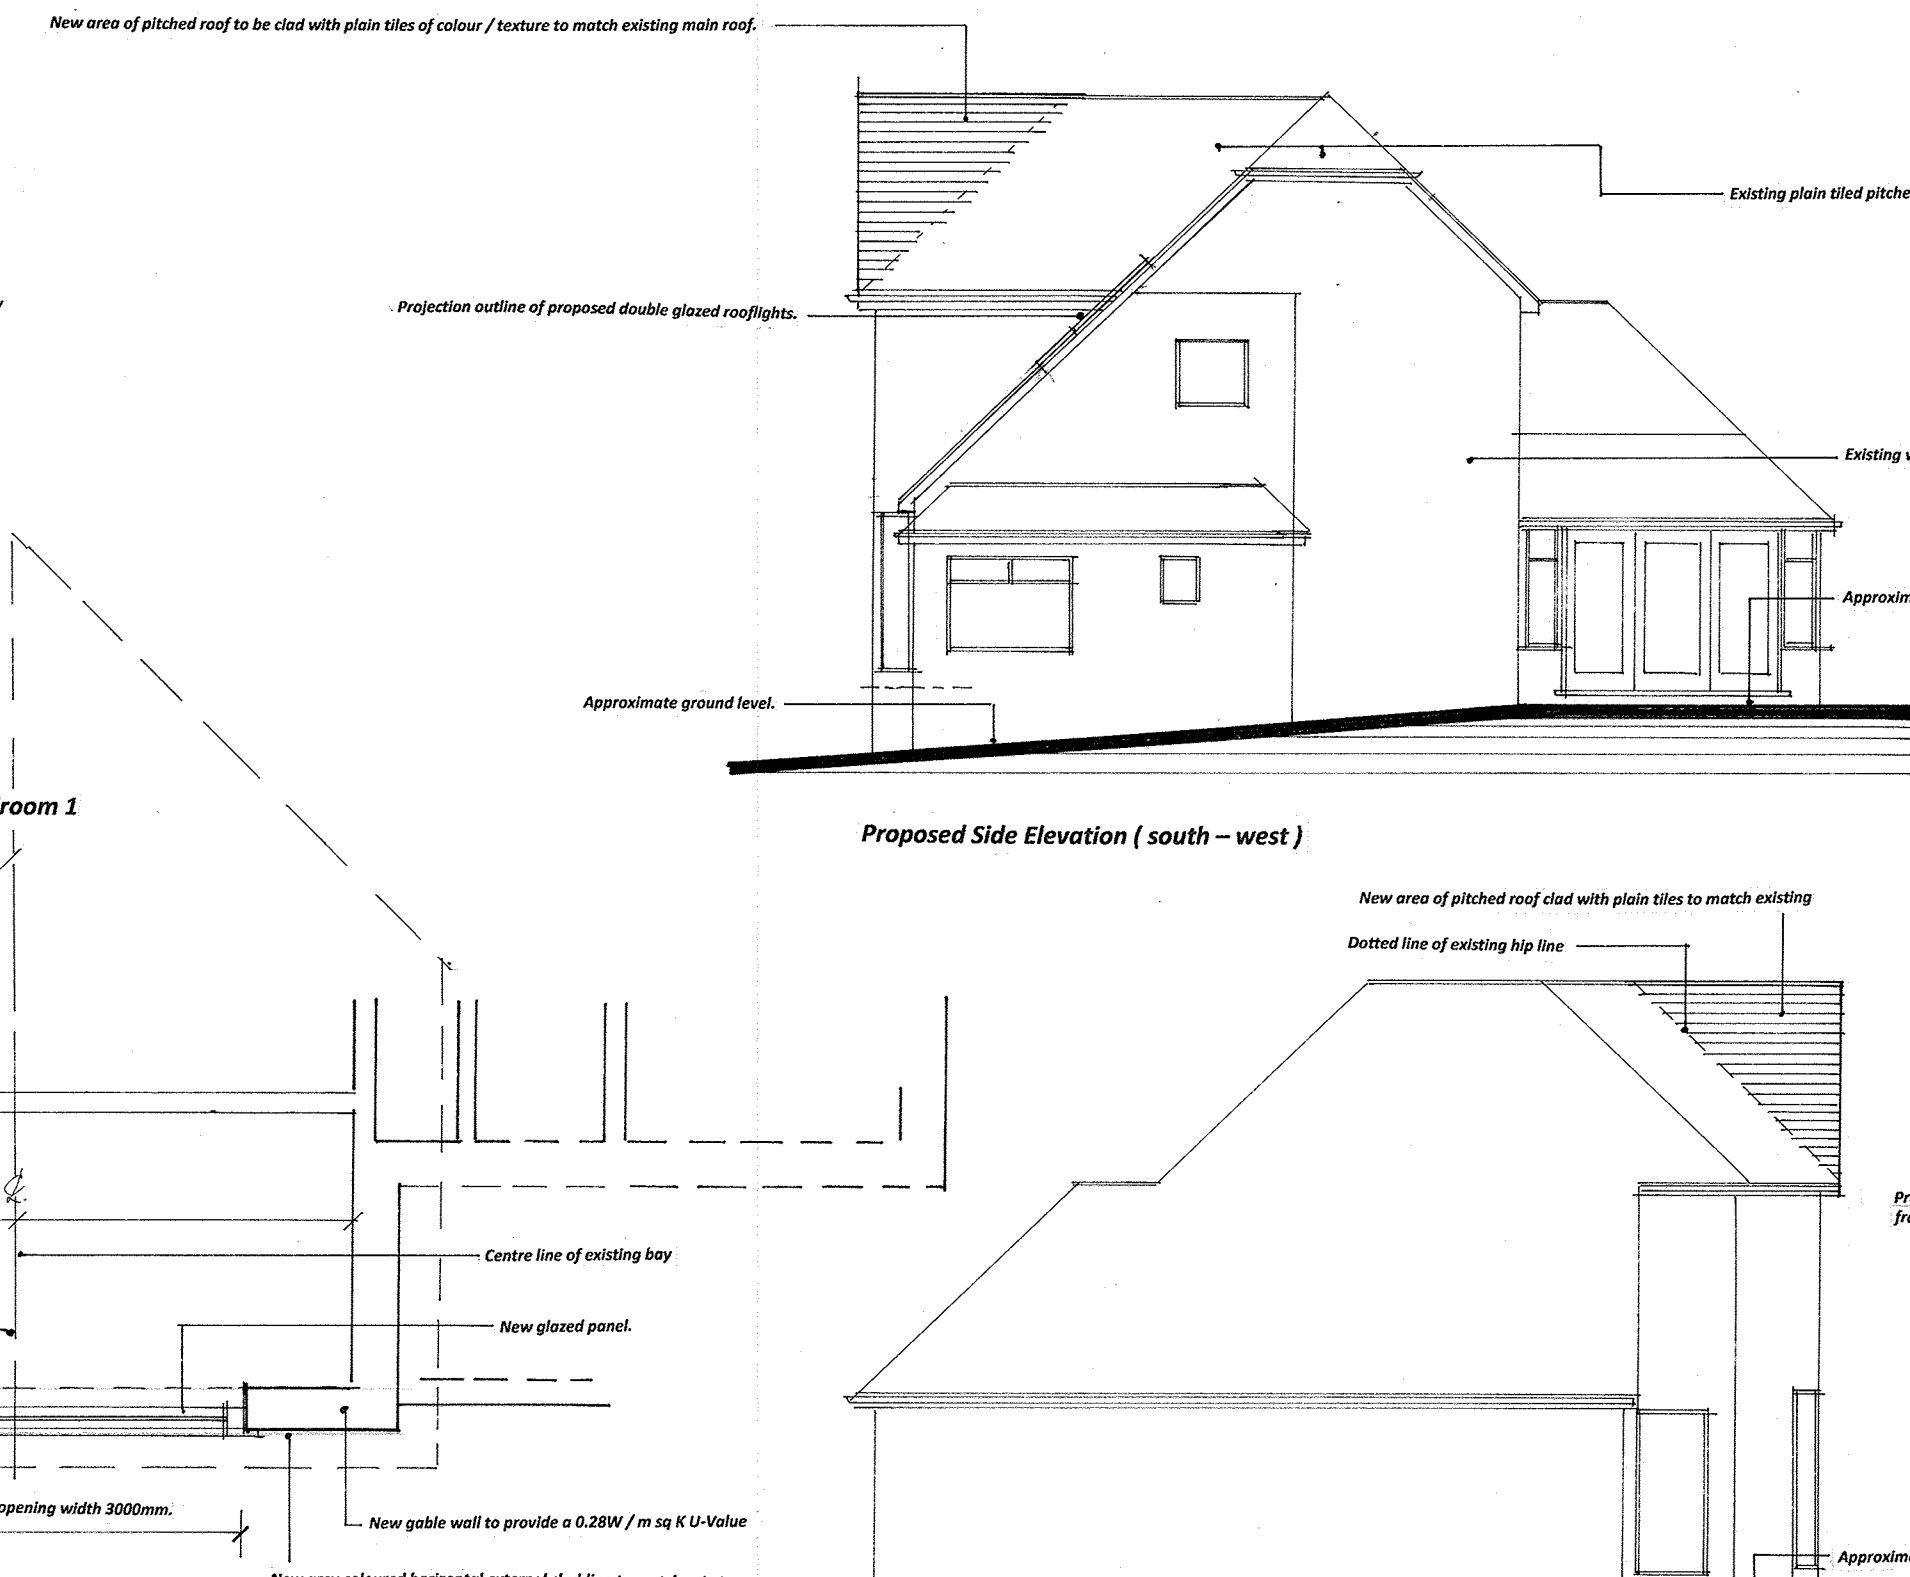 New area of pitched roof to be clad with plain tiles of colour / texture to match existing main roof.
Existing plain tiled pitche
Projection outline of proposed double glazed rooflights.
Existing
Approxim
Approximate ground level.
room 1
Proposed Side Elevation ( south – west )
New area of pitched roof clad with plain tiles to match existing
Dotted line of existing hip line
Centre line of existing bay
New glazed panel.
opening width 3000mm.
New gable wall to provide a 0.28W / m sq K U-Value
Approxima